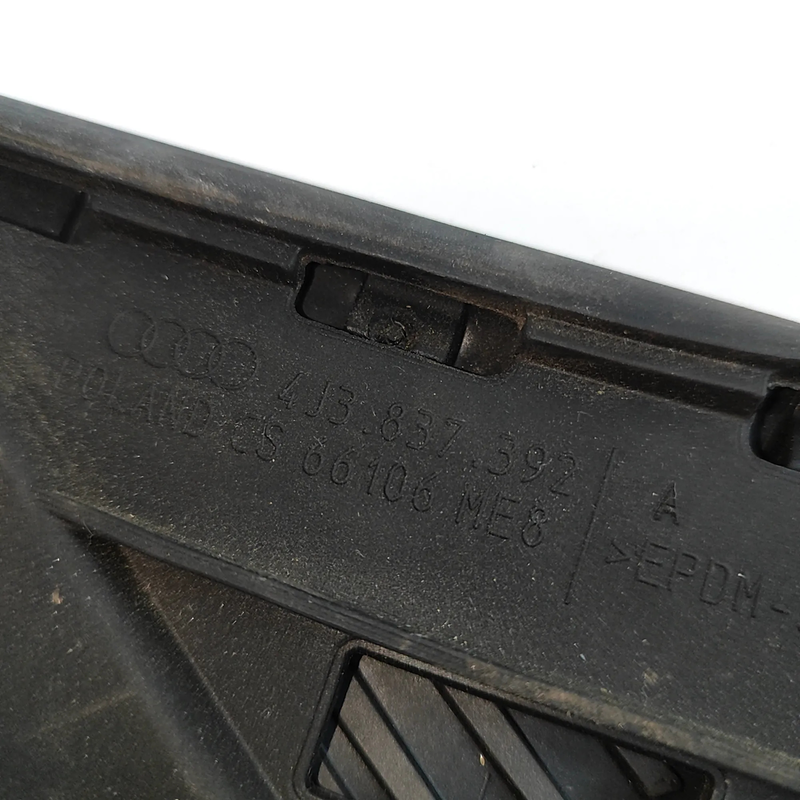 4J3.837.392 A
POLAND CS 66106 ME8 >EPDM-